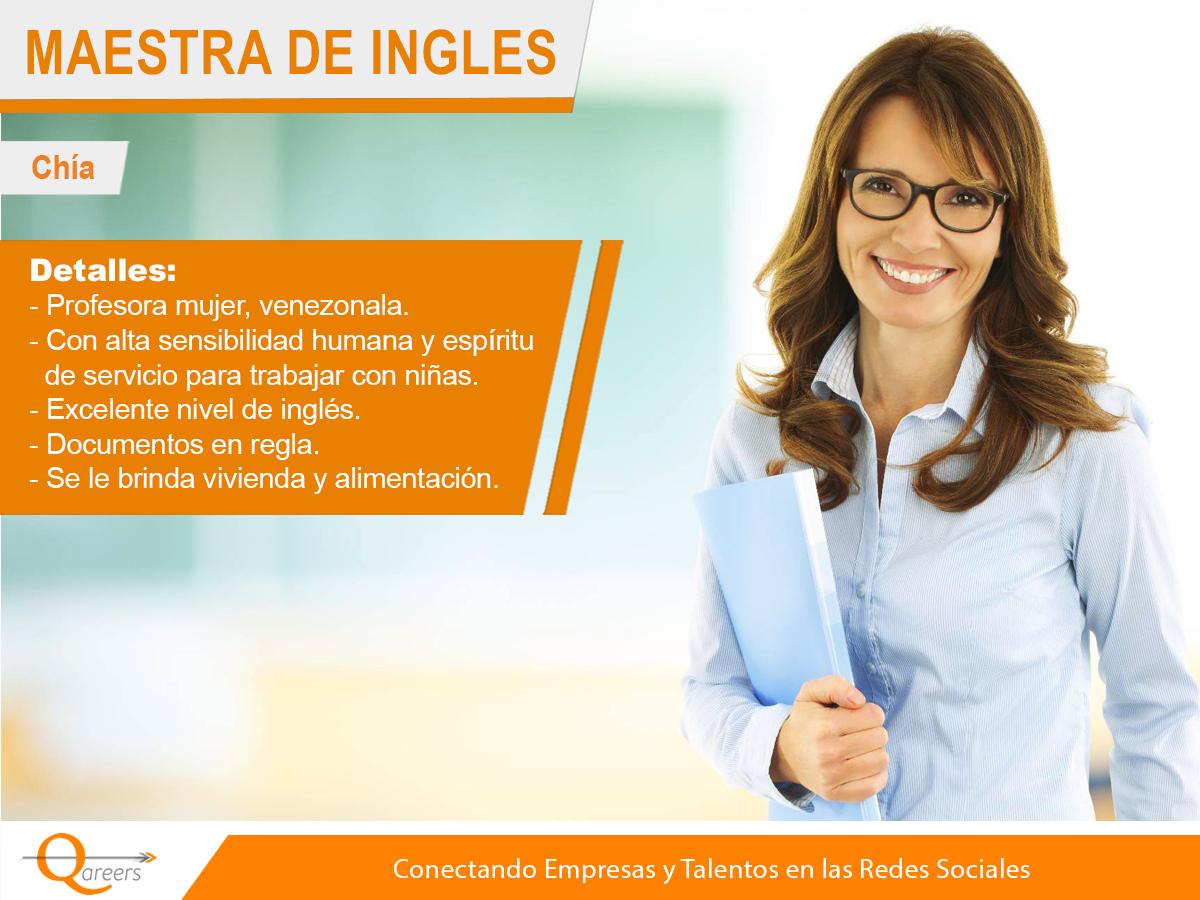 MAESTRA DE INGLES
Chía
Detalles:
- Profesora mujer, venezonala.
- Con alta sensibilidad humana y espíritu
de servicio para trabajar con niñas.
- Excelente nivel de inglés.
- Documentos en regla.
- Se le brinda vivienda y alimentación.
Qareers
Conectando Empresas y Talentos en las Redes Sociales